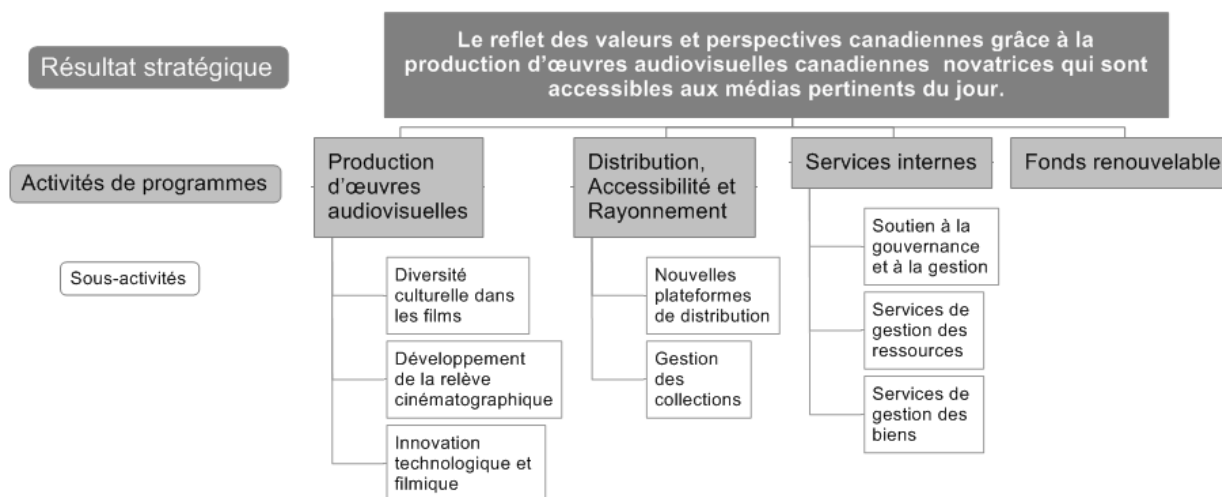 Résultat stratégique
Le reflet des valeurs et perspectives canadiennes grâce à la
production d'œuvres audiovisuelles canadiennes novatrices qui sont
accessibles aux médias pertinents du jour.
Activités de programmes
Production
d'œuvres
audiovisuelles
Distribution,
Accessibilité et
Rayonnement
Services internes
Fonds renouvelable
Sous-activités
Diversité
culturelle dans
les films
Développement
de la relève
cinématographique
Innovation
technologique et
filmique
Nouvelles
plateformes
de distribution
Gestion
des
collections
Soutien à la
gouvernance
et à la gestion
Services de
gestion des
ressources
Services de
gestion des
biens